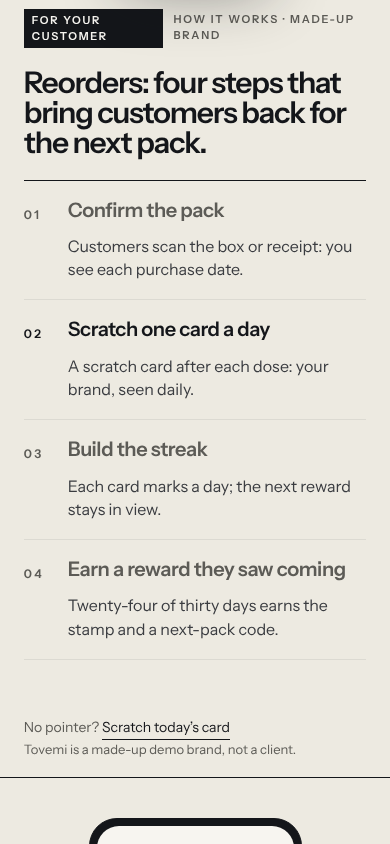 FOR YOUR
CUSTOMER
HOW IT WORKS · MADE-UP
BRAND
Reorders: four steps that
bring customers back for
the next pack.
01 Confirm the pack
Customers scan the box or receipt: you
see each purchase date.
02 Scratch one card a day
A scratch card after each dose: your
brand, seen daily.
03 Build the streak
Each card marks a day; the next reward
stays in view.
04 Earn a reward they saw coming
Twenty-four of thirty days earns the
stamp and a next-pack code.
No pointer? Scratch today’s card
Tovemi is a made-up demo brand, not a client.